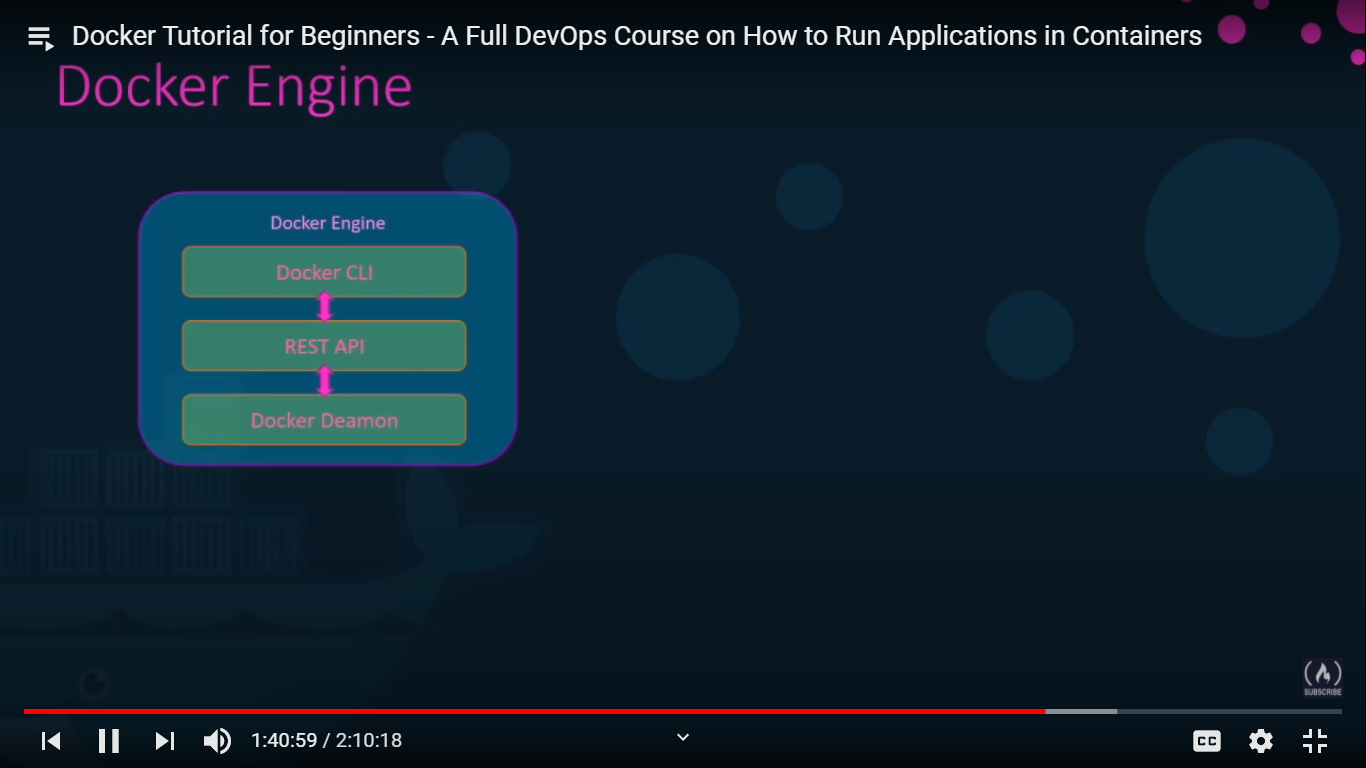 Docker Tutorial for Beginners - A Full DevOps Course on How to Run Applications in Containers
Docker Engine
Docker Engine
Docker CLI
REST API
Docker Deamon
SUBSCRIBE
1:40:59 / 2:10:18
CC